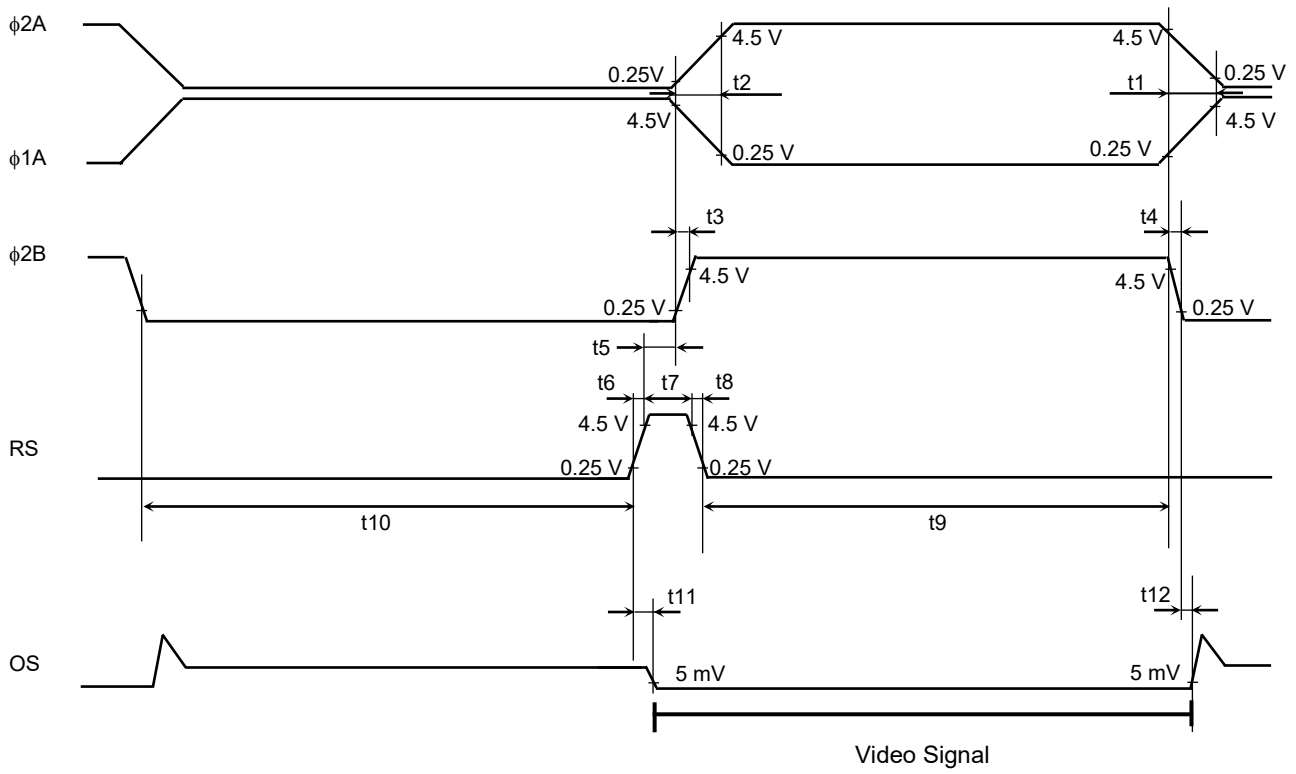 ϕ2A
4.5 V
4.5 V
0.25V
t2
t1
0.25 V
4.5V
4.5 V
ϕ1A
0.25 V
0.25 V
t3
t4
ϕ2B
4.5 V
4.5 V
0.25 V
0.25 V
t5
t6
t7
t8
4.5 V
4.5 V
RS
0.25 V
0.25 V
t10
t9
t11
t12
OS
5 mV
5 mV
Video Signal